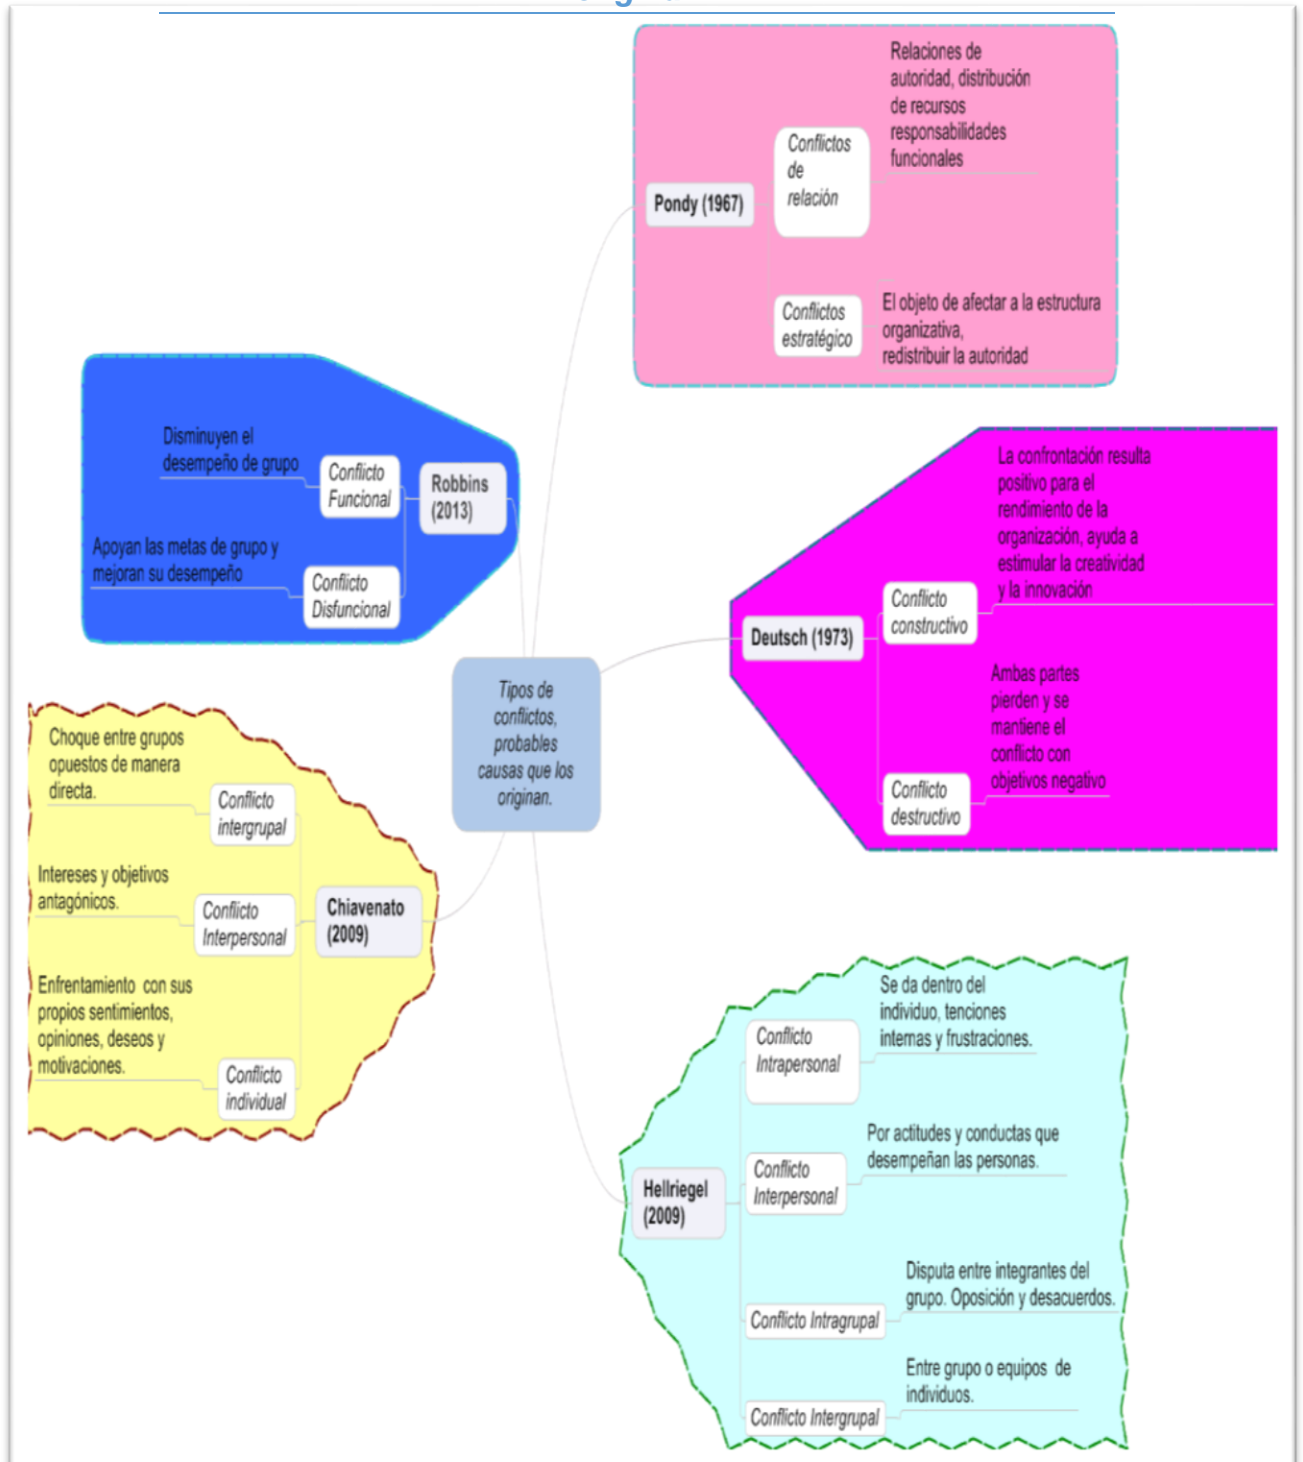 Relaciones de
autoridad, distribución
de recursos
responsabilidades
funcionales
Conflictos
de
relación
Pondy (1967)
Conflictos
estratégico
El objeto de afectar a la estructura
organizativa,
redistribuir la autoridad
Disminuyen el
desempeño de grupo
Conflicto
Funcional
Robbins
(2013)
Apoyan las metas de grupo y
mejoran su desempeño
Conflicto
Disfuncional
La confrontación resulta
positivo para el
rendimiento de la
organización, ayuda a
estimular la creatividad
y la innovación
Conflicto
constructivo
Deutsch (1973)
Ambas partes
pierden y se
mantiene el
conflicto con
objetivos negativo
Conflicto
destructivo
Tipos de
conflictos,
probables
causas que los
originan.
Choque entre grupos
opuestos de manera
directa.
Conflicto
intergrupal
Intereses y objetivos
antagónicos.
Conflicto
Interpersonal
Chiavenato
(2009)
Enfrentamiento con sus
propios sentimientos,
opiniones, deseos y
motivaciones.
Conflicto
individual
Se da dentro del
individuo, tenciones
internas y frustraciones.
Conflicto
Intrapersonal
Por actitudes y conductas que
desempeñan las personas.
Conflicto
Interpersonal
Hellriegel
(2009)
Disputa entre integrantes del
grupo. Oposición y desacuerdos.
Conflicto Intragrupal
Entre grupo o equipos de
individuos.
Conflicto Intergrupal